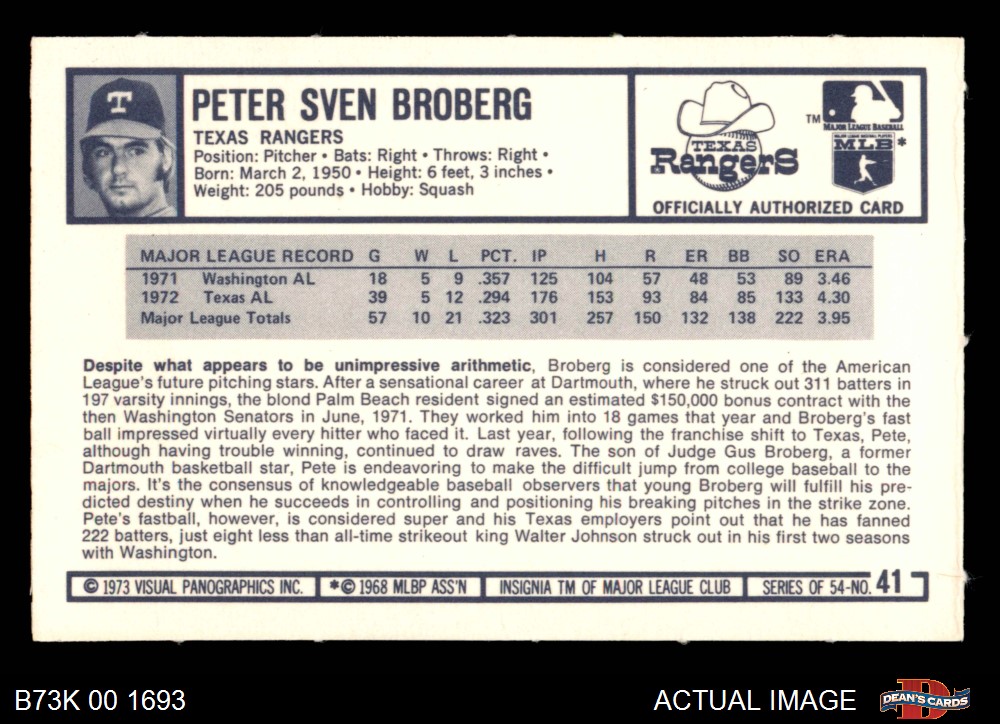 T
PETER SVEN BROBERG
TEXAS RANGERS
Position: Pitcher • Bats: Right • Throws: Right •
Born: March 2, 1950 • Height: 6 feet, 3 inches •
Weight: 205 pounds • Hobby: Squash
TEXAS
RangerS
TM
MAJOR LEAGUE BASEBALL
MAJOR LEAGUE BASEBALL PLAYERS
MLB*
OFFICIALLY AUTHORIZED CARD
MAJOR LEAGUE RECORD G W L PCT. IP H R ER BB SO ERA
1971 Washington AL 18 5 9 .357 125 104 57 48 53 89 3.46
1972 Texas AL 39 5 12 .294 176 153 93 84 85 133 4.30
Major League Totals 57 10 21 .323 301 257 150 132 138 222 3.95
Despite what appears to be unimpressive arithmetic, Broberg is considered one of the American
League's future pitching stars. After a sensational career at Dartmouth, where he struck out 311 batters in
197 varsity innings, the blond Palm Beach resident signed an estimated $150,000 bonus contract with the
then Washington Senators in June, 1971. They worked him into 18 games that year and Broberg's fast
ball impressed virtually every hitter who faced it. Last year, following the franchise shift to Texas, Pete,
although having trouble winning, continued to draw raves. The son of Judge Gus Broberg, a former
Dartmouth basketball star, Pete is endeavoring to make the difficult jump from college baseball to the
majors. It's the consensus of knowledgeable baseball observers that young Broberg will fulfill his pre-
dicted destiny when he succeeds in controlling and positioning his breaking pitches in the strike zone.
Pete's fastball, however, is considered super and his Texas employers point out that he has fanned
222 batters, just eight less than all-time strikeout king Walter Johnson struck out in his first two seasons
with Washington.
© 1973 VISUAL PANOGRAPHICS INC. *© 1968 MLBP ASS'N INSIGNIA TM OF MAJOR LEAGUE CLUB SERIES OF 54-NO. 41
B73K 00 1693
ACTUAL IMAGE
DEAN'S CARDS